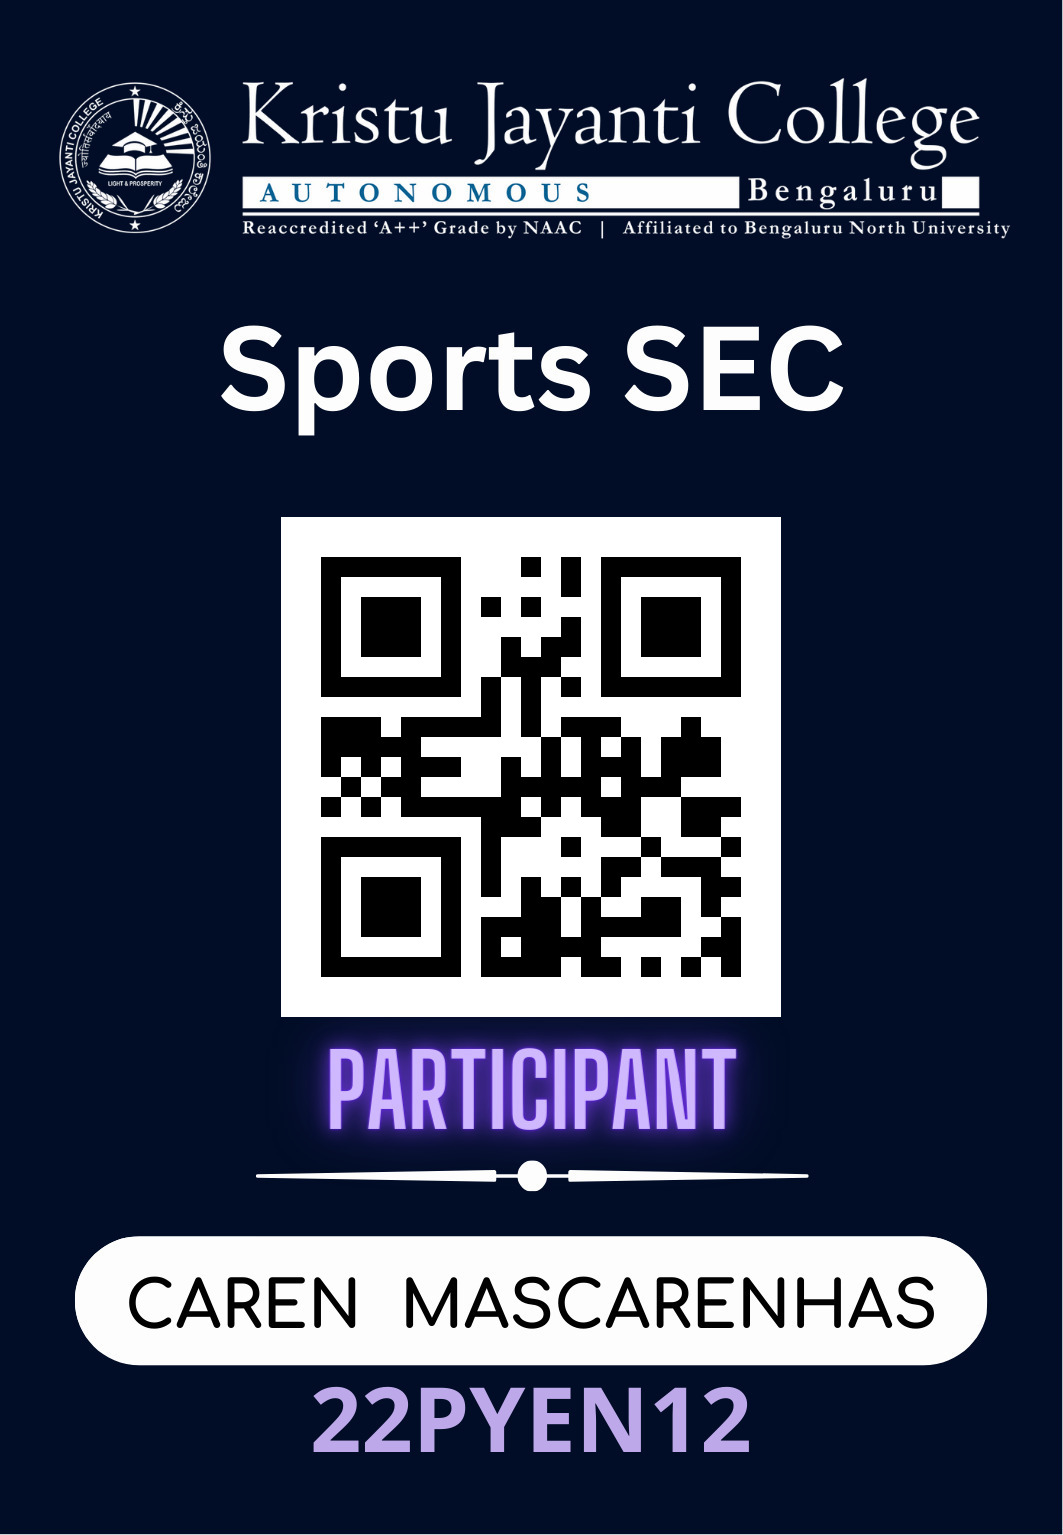 KRISTU JAYANTI COLLEGE
ಕ್ರಿಸ್ತು ಜಯಂತಿ ಕಾಲೇಜು
LIGHT & PROSPERITY
Kristu Jayanti College
AUTONOMOUS Bengaluru
Reaccredited ‘A++’ Grade by NAAC | Affiliated to Bengaluru North University
Sports SEC
PARTICIPANT
CAREN MASCARENHAS
22PYEN12